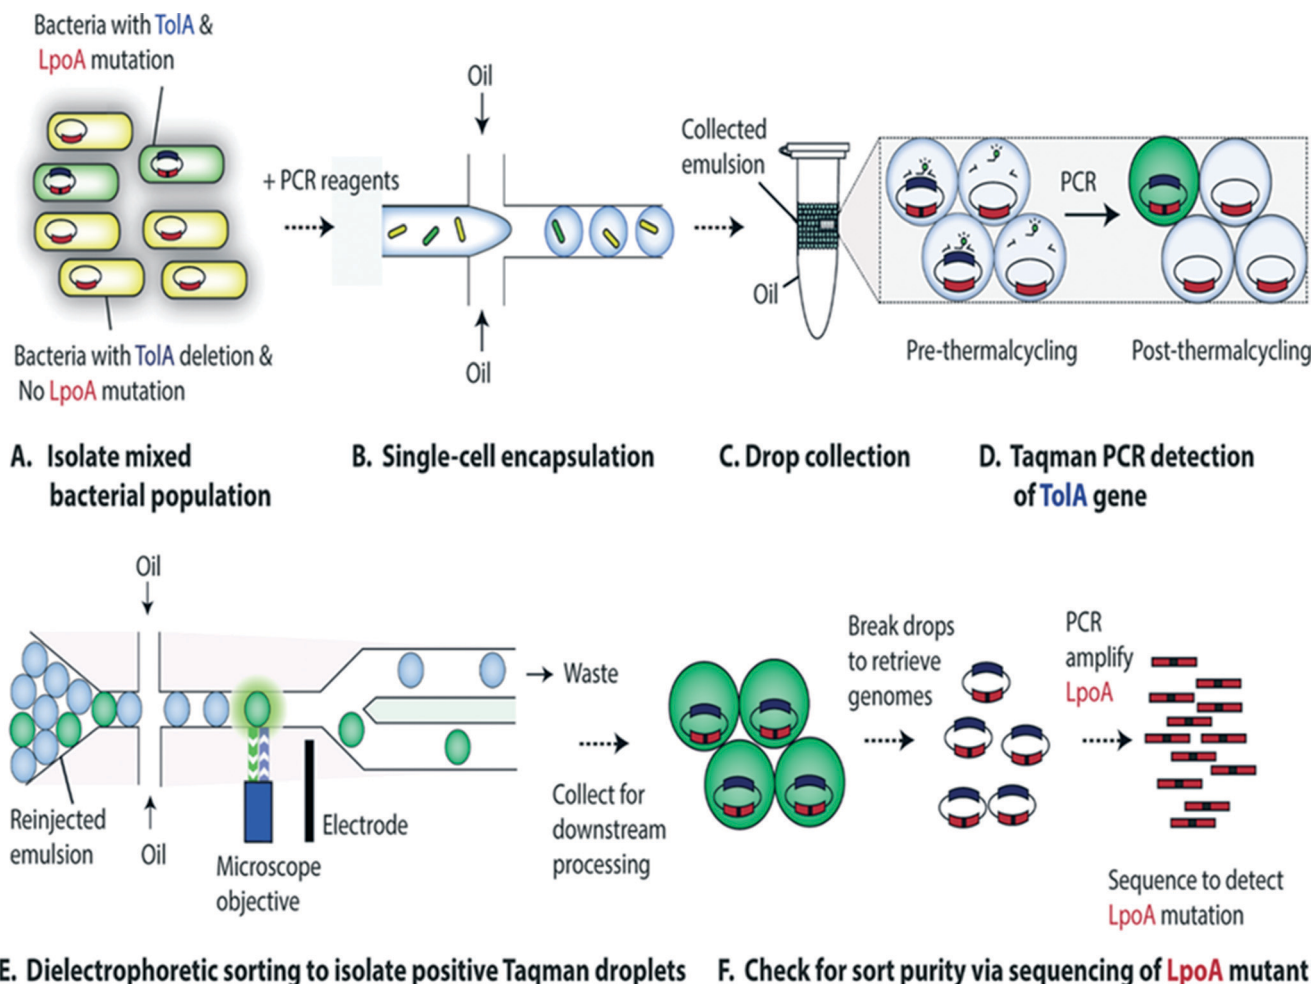 Bacteria with TolA &
LpoA mutation
+ PCR reagents
Oil
Oil
Collected
emulsion
Oil
PCR
Pre-thermalcycling
Post-thermalcycling
Bacteria with TolA deletion &
No LpoA mutation
A. Isolate mixed
bacterial population
B. Single-cell encapsulation
C. Drop collection
D. Taqman PCR detection
of TolA gene
Oil
Reinjected
emulsion
Oil
Microscope
objective
Electrode
Waste
Collect for
downstream
processing
Break drops
to retrieve
genomes
PCR
amplify
LpoA
Sequence to detect
LpoA mutation
E. Dielectrophoretic sorting to isolate positive Taqman droplets
F. Check for sort purity via sequencing of LpoA mutant